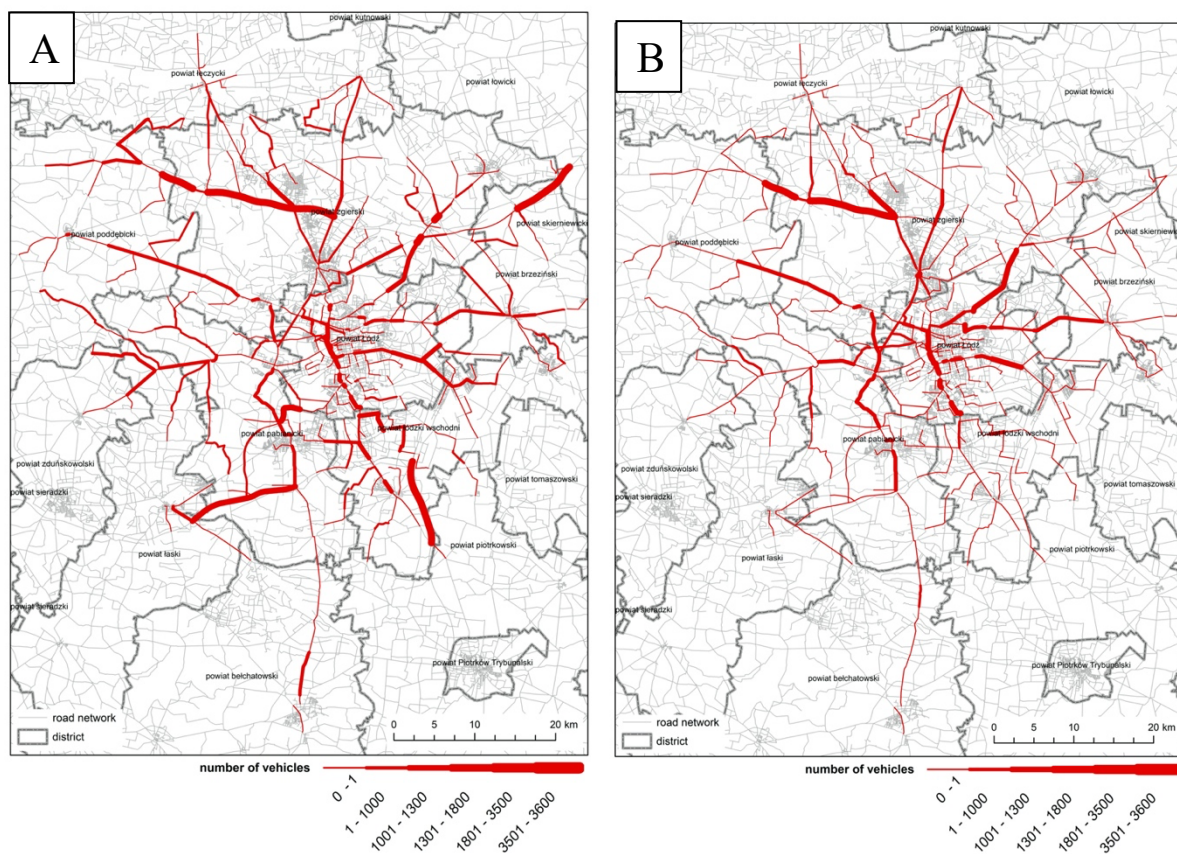 A
powiat kutnowski
powiat łęczycki
powiat łowicki
powiat zgierski
powiat skierniewicki
powiat poddębicki
powiat brzeziński
powiat Łódź
powiat pabianicki
powiat łódzki wschodni
powiat zduńskowolski
powiat sieradzki
powiat tomaszowski
powiat łaski
powiat piotrkowski
powiat sieradzki
powiat Piotrków Trybunalski
powiat bełchatowski
road network
district
0 5 10 20 km
number of vehicles
0 - 1
1 - 1000
1001 - 1300
1301 - 1800
1801 - 3500
3501 - 3600
B
powiat kutnowski
powiat łęczycki
powiat łowicki
powiat zgierski
powiat skierniewicki
powiat poddębicki
powiat brzeziński
powiat Łódź
powiat pabianicki
powiat łódzki wschodni
powiat zduńskowolski
powiat sieradzki
powiat tomaszowski
powiat łaski
powiat piotrkowski
powiat sieradzki
powiat Piotrków Trybunalski
powiat bełchatowski
road network
district
0 5 10 20 km
number of vehicles
0 - 1
1 - 1000
1001 - 1300
1301 - 1800
1801 - 3500
3501 - 3600